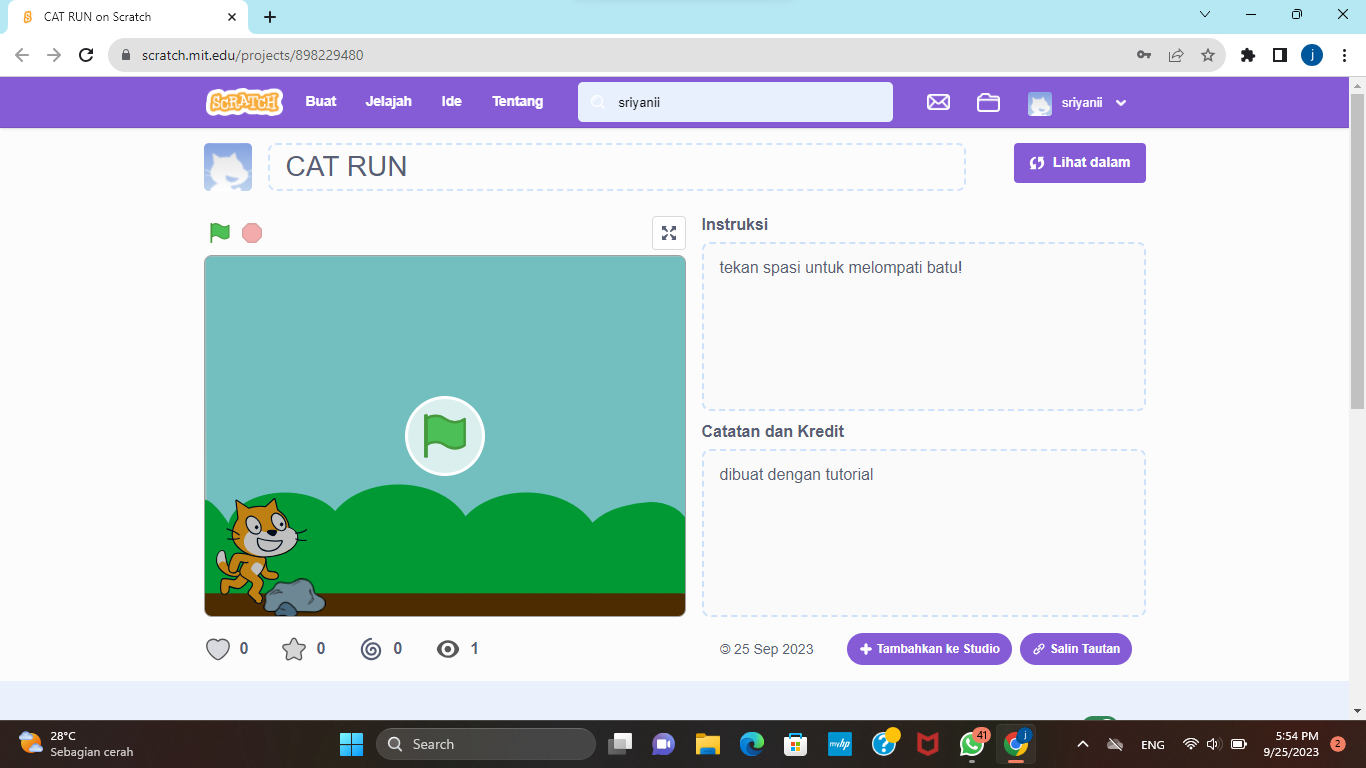 CAT RUN on Scratch
scratch.mit.edu/projects/898229480
j
SCRATCH
Buat
Jelajah
Ide
Tentang
sriyanii
sriyanii
CAT RUN
Lihat dalam
Instruksi
tekan spasi untuk melompati batu!
Catatan dan Kredit
dibuat dengan tutorial
0
0
0
1
25 Sep 2023
Tambahkan ke Studio
Salin Tautan
28°C
Sebagian cerah
Search
myhp
41
j
ENG
5:54 PM
9/25/2023
2